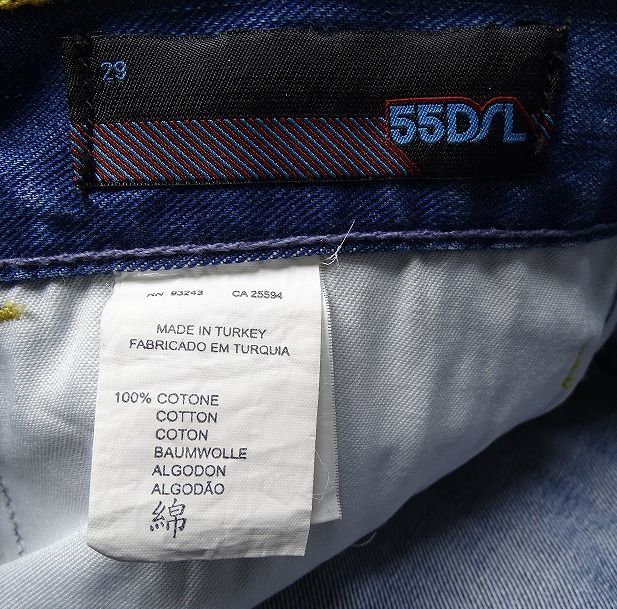 29
55DSL
RN 93243 CA 25594
MADE IN TURKEY
FABRICADO EM TURQUIA
100% COTONE
COTTON
COTON
BAUMWOLLE
ALGODON
ALGODÃO
綿